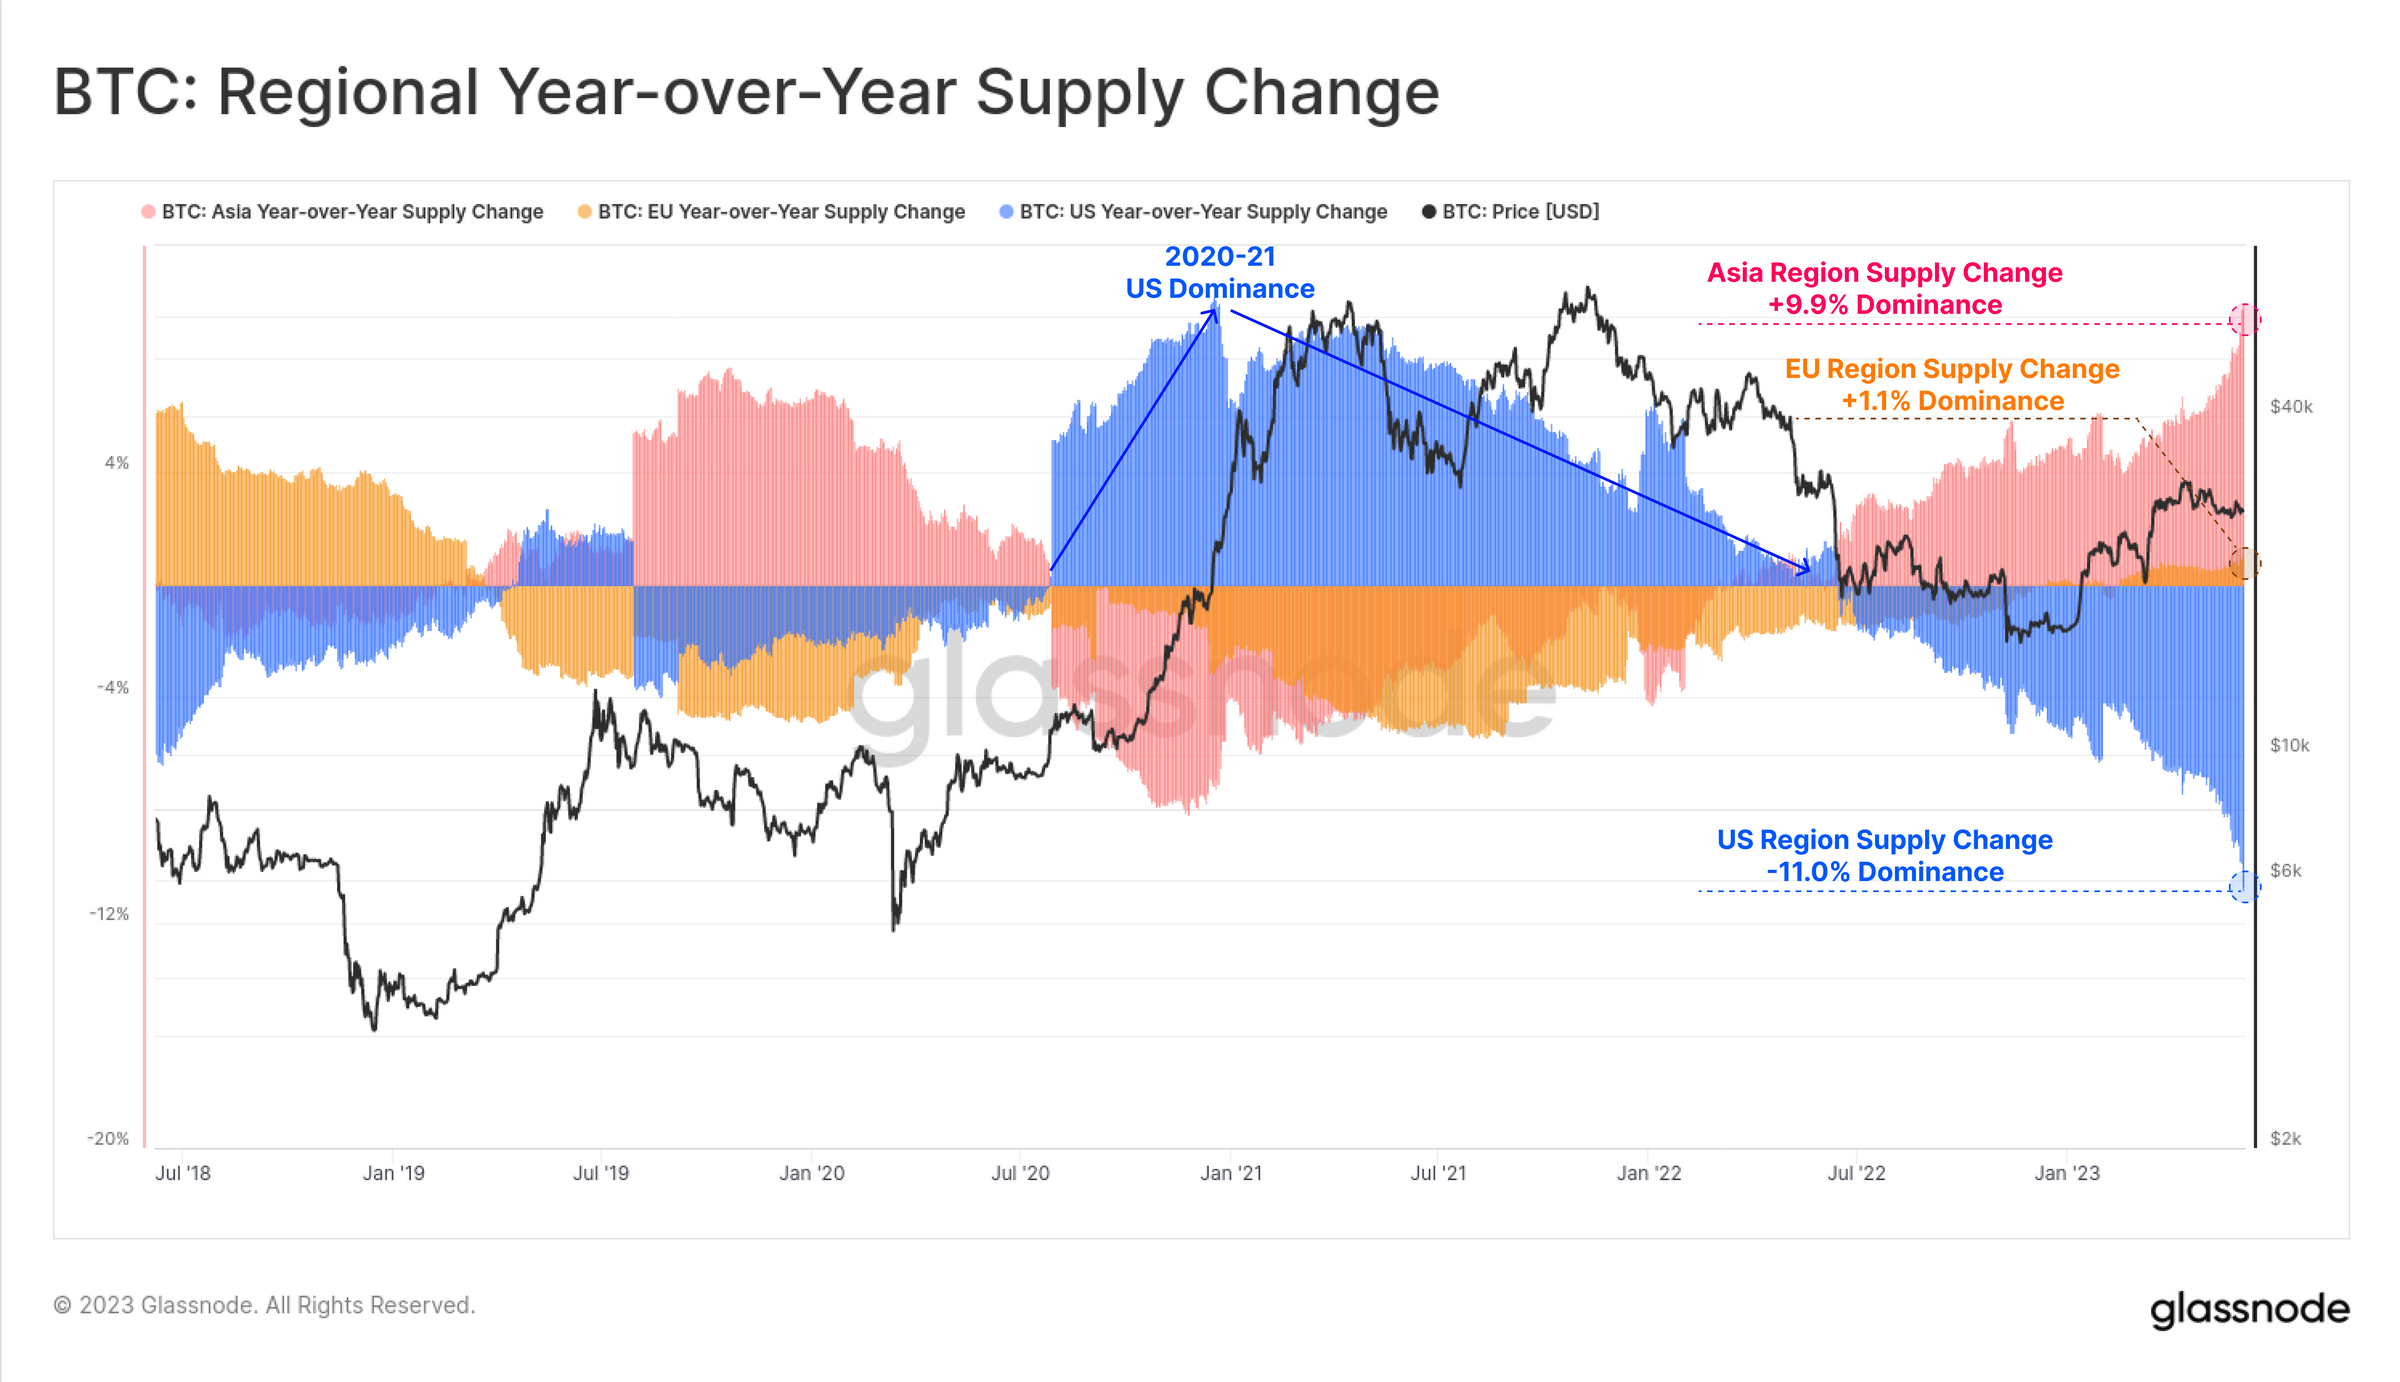 BTC: Regional Year-over-Year Supply Change
BTC: Asia Year-over-Year Supply Change
BTC: EU Year-over-Year Supply Change
BTC: US Year-over-Year Supply Change
BTC: Price [USD]
2020-21
US Dominance
Asia Region Supply Change
+9.9% Dominance
EU Region Supply Change
+1.1% Dominance
US Region Supply Change
-11.0% Dominance
4%
-4%
-12%
-20%
$40k
$10k
$6k
$2k
glassnode
Jul '18
Jan '19
Jul '19
Jan '20
Jul '20
Jan '21
Jul '21
Jan '22
Jul '22
Jan '23
© 2023 Glassnode. All Rights Reserved.
glassnode